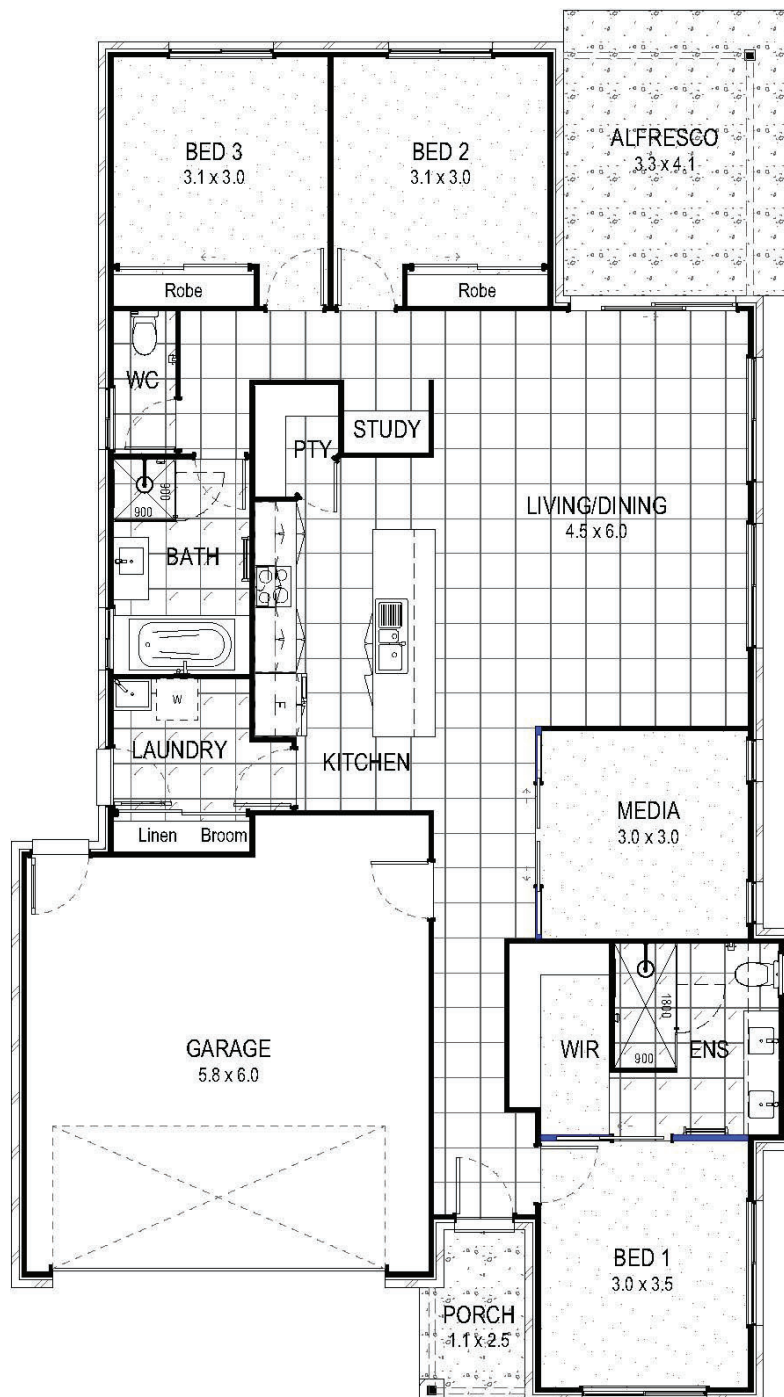 BED 3
3.1 x 3.0
BED 2
3.1 x 3.0
ALFRESCO
3.3 x 4.1
Robe
Robe
WC
PTY
STUDY
900
900
BATH
LIVING/DINING
4.5 x 6.0
W
F
LAUNDRY
KITCHEN
MEDIA
3.0 x 3.0
Linen
Broom
GARAGE
5.8 x 6.0
WIR
1800
900
ENS
BED 1
3.0 x 3.5
PORCH
1.1 x 2.5